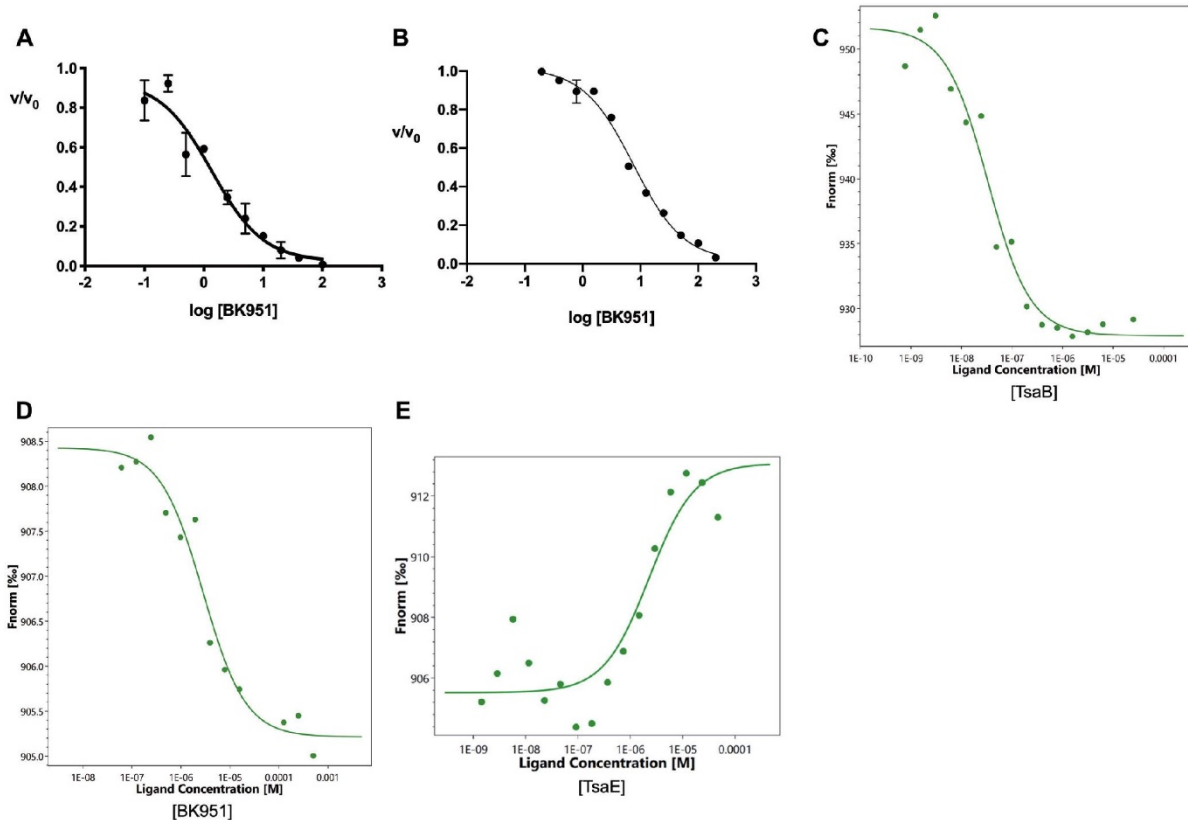 A
v/v0
1.0
0.8
0.6
0.4
0.2
0.0
-2 -1 0 1 2 3
log [BK951]
B
v/v0
1.0
0.8
0.6
0.4
0.2
0.0
-2 -1 0 1 2 3
log [BK951]
C
Fnorm [‰]
950
945
940
935
930
1E-10 1E-09 1E-08 1E-07 1E-06 1E-05 0.0001
Ligand Concentration [M]
[TsaB]
D
Fnorm [‰]
908.5
908.0
907.5
907.0
906.5
906.0
905.5
905.0
1E-08 1E-07 1E-06 1E-05 0.0001 0.001
Ligand Concentration [M]
[BK951]
E
Fnorm [‰]
912
910
908
906
1E-09 1E-08 1E-07 1E-06 1E-05 0.0001
Ligand Concentration [M]
[TsaE]